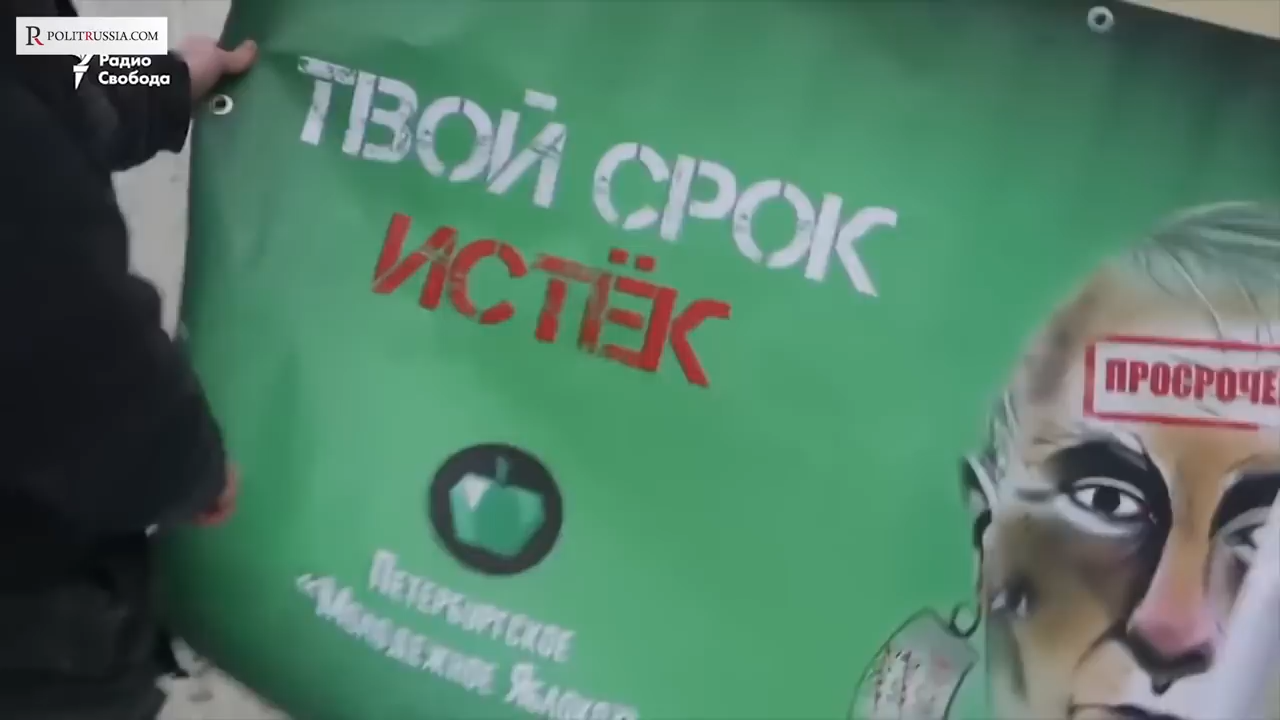 POLITRUSSIA.COM
Радио
Свобода
ТВОЙ СРОК
ИСТЁК
ПРОСРОЧЕ
Петербургское
«Молодежное Яблоко»